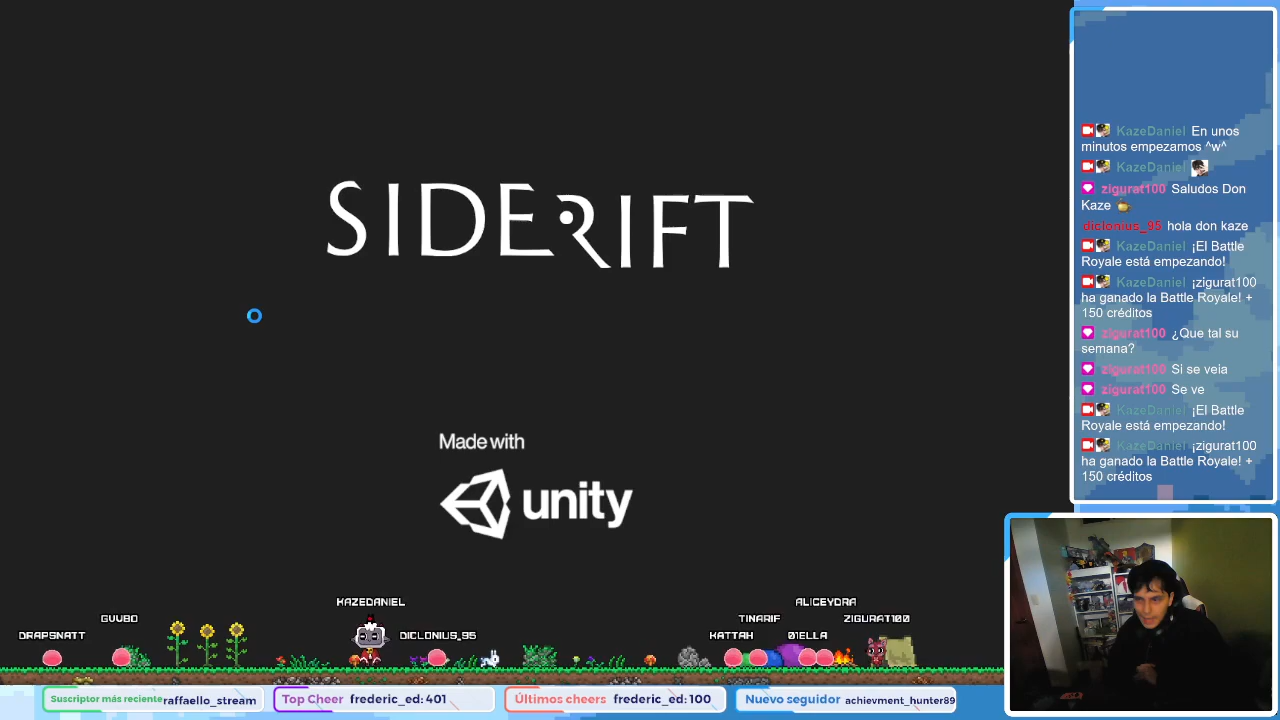 SIDERIFT
Made with
unity
KazeDaniel En unos
minutos empezamos ^w^
KazeDaniel
zigurat100 Saludos Don
Kaze
diclonius_95 hola don kaze
KazeDaniel ¡El Battle
Royale está empezando!
KazeDaniel ¡zigurat100
ha ganado la Battle Royale! +
150 créditos
zigurat100 ¿Que tal su
semana?
zigurat100 Si se veia
zigurat100 Se ve
KazeDaniel ¡El Battle
Royale está empezando!
KazeDaniel ¡zigurat100
ha ganado la Battle Royale! +
150 créditos
KAZEDANIEL
ALICEYDRA
GVVBO
TINARIF
ZIGURAT100
DRAPSNATT
DICLONIUS_95
KATTAH
01ELLA
Suscriptor más reciente raffaello_stream
Top Cheer frederic_ed: 401
Últimos cheers frederic_ed: 100
Nuevo seguidor achievment_hunter89